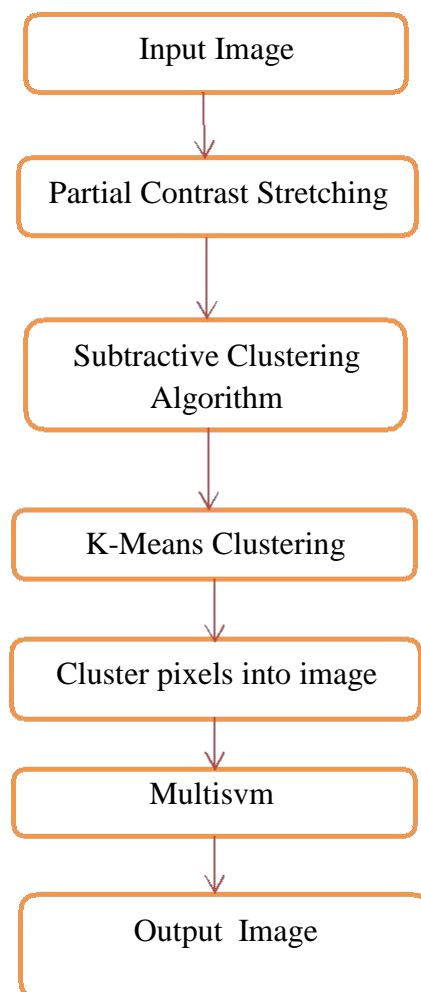 Input Image
Partial Contrast Stretching
Subtractive Clustering
Algorithm
K-Means Clustering
Cluster pixels into image
Multisvm
Output Image